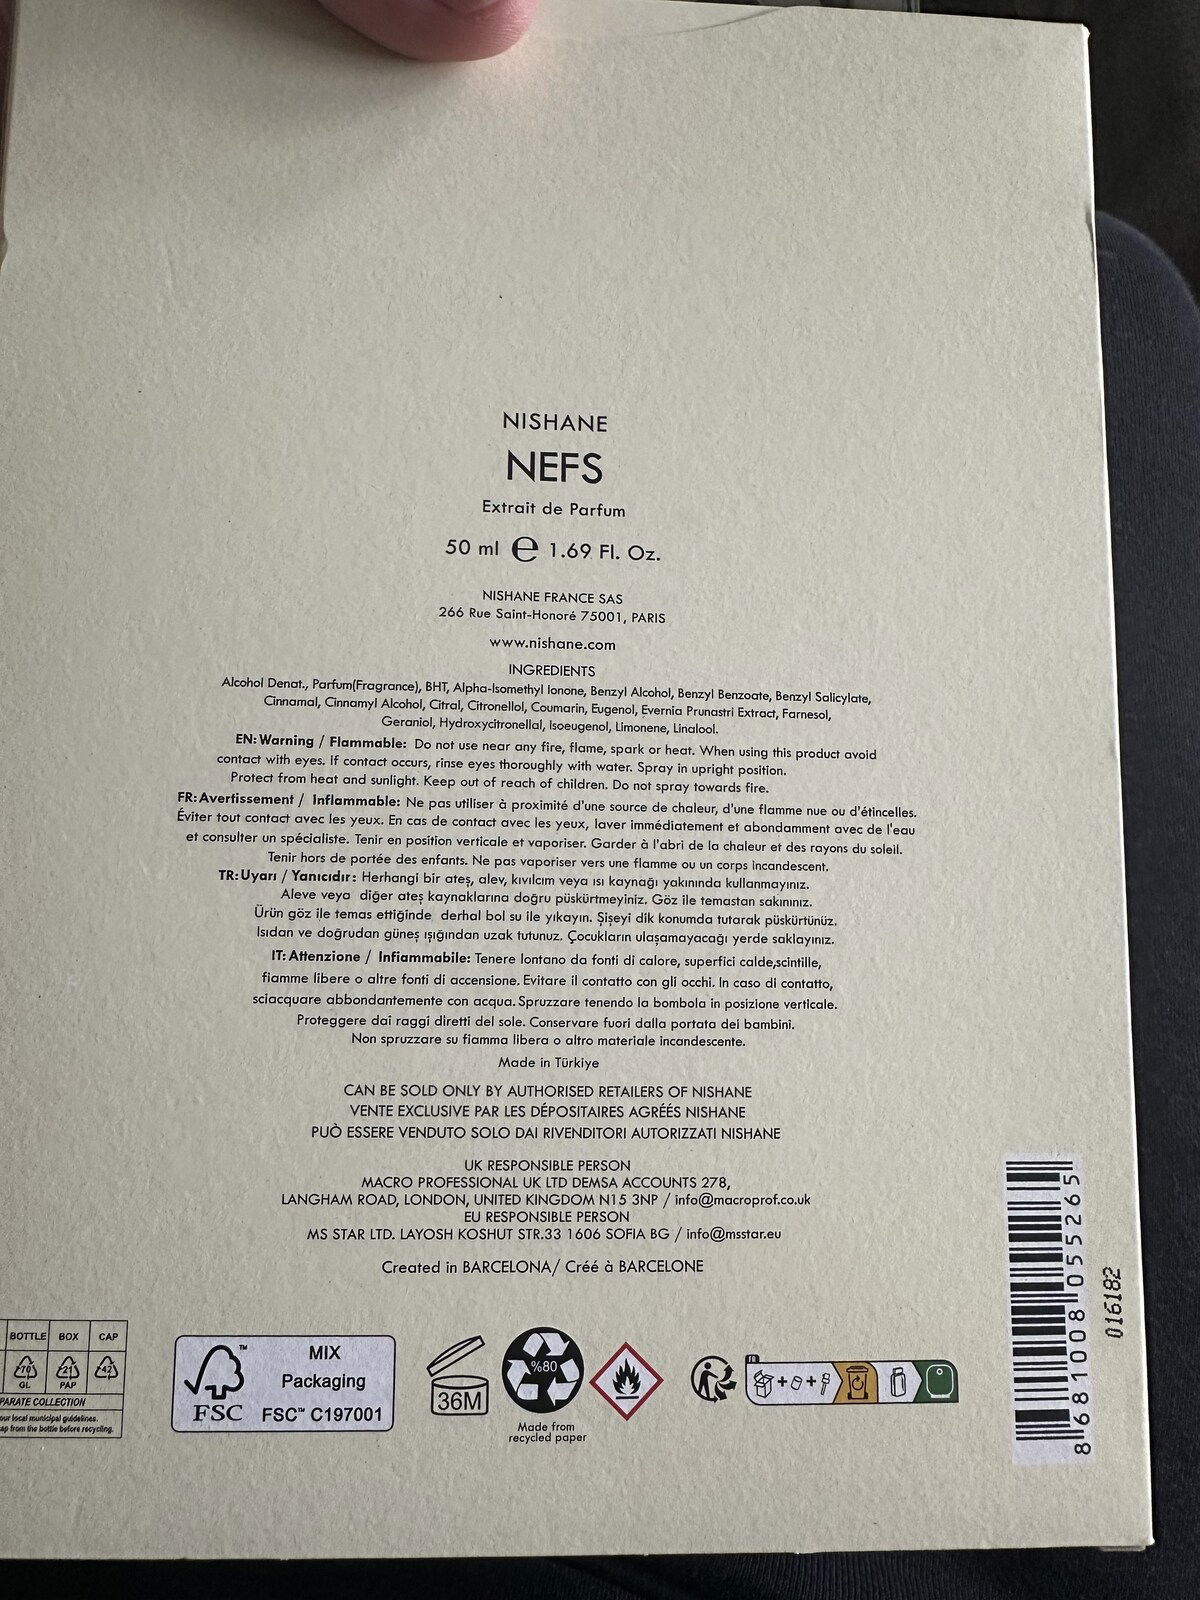 NISHANE
NEFS
Extrait de Parfum
50 ml ℮ 1.69 Fl. Oz.
NISHANE FRANCE SAS
266 Rue Saint-Honoré 75001, PARIS
www.nishane.com
INGREDIENTS
Alcohol Denat., Parfum(Fragrance), BHT, Alpha-Isomethyl Ionone, Benzyl Alcohol, Benzyl Benzoate, Benzyl Salicylate,
Cinnamal, Cinnamyl Alcohol, Citral, Citronellol, Coumarin, Eugenol, Evernia Prunastri Extract, Farnesol,
Geraniol, Hydroxycitronellal, Isoeugenol, Limonene, Linalool.
EN: Warning / Flammable: Do not use near any fire, flame, spark or heat. When using this product avoid
contact with eyes. If contact occurs, rinse eyes thoroughly with water. Spray in upright position.
Protect from heat and sunlight. Keep out of reach of children. Do not spray towards fire.
FR: Avertissement / Inflammable: Ne pas utiliser à proximité d'une source de chaleur, d'une flamme nue ou d'étincelles.
Éviter tout contact avec les yeux. En cas de contact avec les yeux, laver immédiatement et abondamment avec de l'eau
et consulter un spécialiste. Tenir en position verticale et vaporiser. Garder à l'abri de la chaleur et des rayons du soleil.
Tenir hors de portée des enfants. Ne pas vaporiser vers une flamme ou un corps incandescent.
TR: Uyarı / Yanıcıdır: Herhangi bir ateş, alev, kıvılcım veya ısı kaynağı yakınında kullanmayınız.
Aleve veya diğer ateş kaynaklarına doğru püskürtmeyiniz. Göz ile temastan sakınınız.
Ürün göz ile temas ettiğinde derhal bol su ile yıkayın. Şişeyi dik konumda tutarak püskürtünüz.
Isıdan ve doğrudan güneş ışığından uzak tutunuz. Çocukların ulaşamayacağı yerde saklayınız.
IT: Attenzione / Infiammabile: Tenere lontano da fonti di calore, superfici calde,scintille,
fiamme libere o altre fonti di accensione. Evitare il contatto con gli occhi. In caso di contatto,
sciacquare abbondantemente con acqua. Spruzzare tenendo la bombola in posizione verticale.
Proteggere dai raggi diretti del sole. Conservare fuori dalla portata dei bambini.
Non spruzzare su fiamma libera o altro materiale incandescente.
Made in Türkiye
CAN BE SOLD ONLY BY AUTHORISED RETAILERS OF NISHANE
VENTE EXCLUSIVE PAR LES DÉPOSITAIRES AGRÉÉS NISHANE
PUÒ ESSERE VENDUTO SOLO DAI RIVENDITORI AUTORIZZATI NISHANE
UK RESPONSIBLE PERSON
MACRO PROFESSIONAL UK LTD DEMSA ACCOUNTS 278,
LANGHAM ROAD, LONDON, UNITED KINGDOM N15 3NP / info@macroprof.co.uk
EU RESPONSIBLE PERSON
MS STAR LTD. LAYOSH KOSHUT STR.33 1606 SOFIA BG / info@msstar.eu
Created in BARCELONA/ Créé à BARCELONE
BOTTLE BOX CAP
70 21 42
GL PAP
PARATE COLLECTION
our local municipal guidelines.
ap from the bottle before recycling.
FSC™
MIX
Packaging
FSC™ C197001
36M
%80
Made from
recycled paper
FR
8 681008 055265
016182